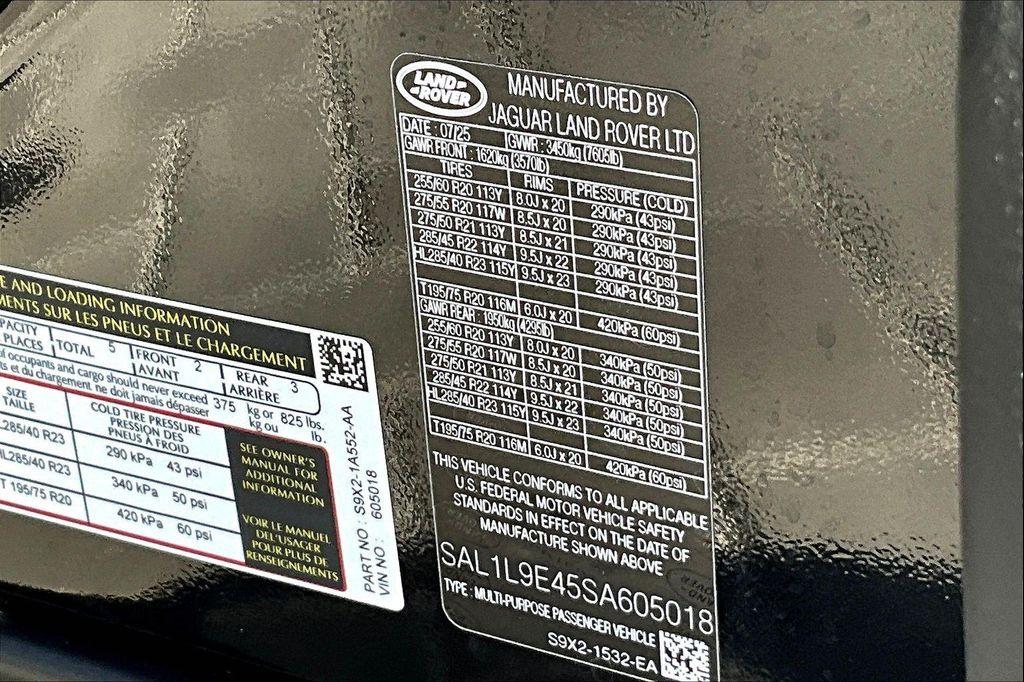 LAND ROVER
MANUFACTURED BY
JAGUAR LAND ROVER LTD
DATE : 07/25 GVWR : 3450kg (7605lb)
GAWR FRONT : 1620kg (3570lb)
TIRES RIMS PRESSURE (COLD)
255/60 R20 113Y 8.0J x 20 290kPa (43psi)
275/55 R20 117W 8.5J x 20 290kPa (43psi)
275/50 R21 113Y 8.5J x 21 290kPa (43psi)
285/45 R22 114Y 9.5J x 22 290kPa (43psi)
HL285/40 R23 115Y 9.5J x 23 290kPa (43psi)
T195/75 R20 116M 6.0J x 20 420kPa (60psi)
GAWR REAR : 1950kg (4295lb)
255/60 R20 113Y 8.0J x 20 340kPa (50psi)
275/55 R20 117W 8.5J x 20 340kPa (50psi)
275/50 R21 113Y 8.5J x 21 340kPa (50psi)
285/45 R22 114Y 9.5J x 22 340kPa (50psi)
HL285/40 R23 115Y 9.5J x 23 340kPa (50psi)
T195/75 R20 116M 6.0J x 20 420kPa (60psi)
THIS VEHICLE CONFORMS TO ALL APPLICABLE
U.S. FEDERAL MOTOR VEHICLE SAFETY
STANDARDS IN EFFECT ON THE DATE OF
MANUFACTURE SHOWN ABOVE
SAL1L9E45SA605018
TYPE : MULTI-PURPOSE PASSENGER VEHICLE
S9X2-1532-EA
E AND LOADING INFORMATION
MENTS SUR LES PNEUS ET LE CHARGEMENT
PACITY TOTAL 5 FRONT 2 REAR 3
PLACES AVANT ARRIÈRE
of occupants and cargo should never exceed 375 kg or 825 lbs.
ts et du chargement ne doit jamais dépasser kg ou lb.
SIZE COLD TIRE PRESSURE
TAILLE PRESSION DES
PNEUS À FROID
L285/40 R23 290 kPa 43 psi
HL285/40 R23 340 kPa 50 psi
T 195/75 R20 420 kPa 60 psi
SEE OWNER'S
MANUAL FOR
ADDITIONAL
INFORMATION
VOIR LE MANUEL
DEL'USAGER
POUR PLUS DE
RENSEIGNEMENTS
PART NO : S9X2-1A552-AA
VIN NO : 605018